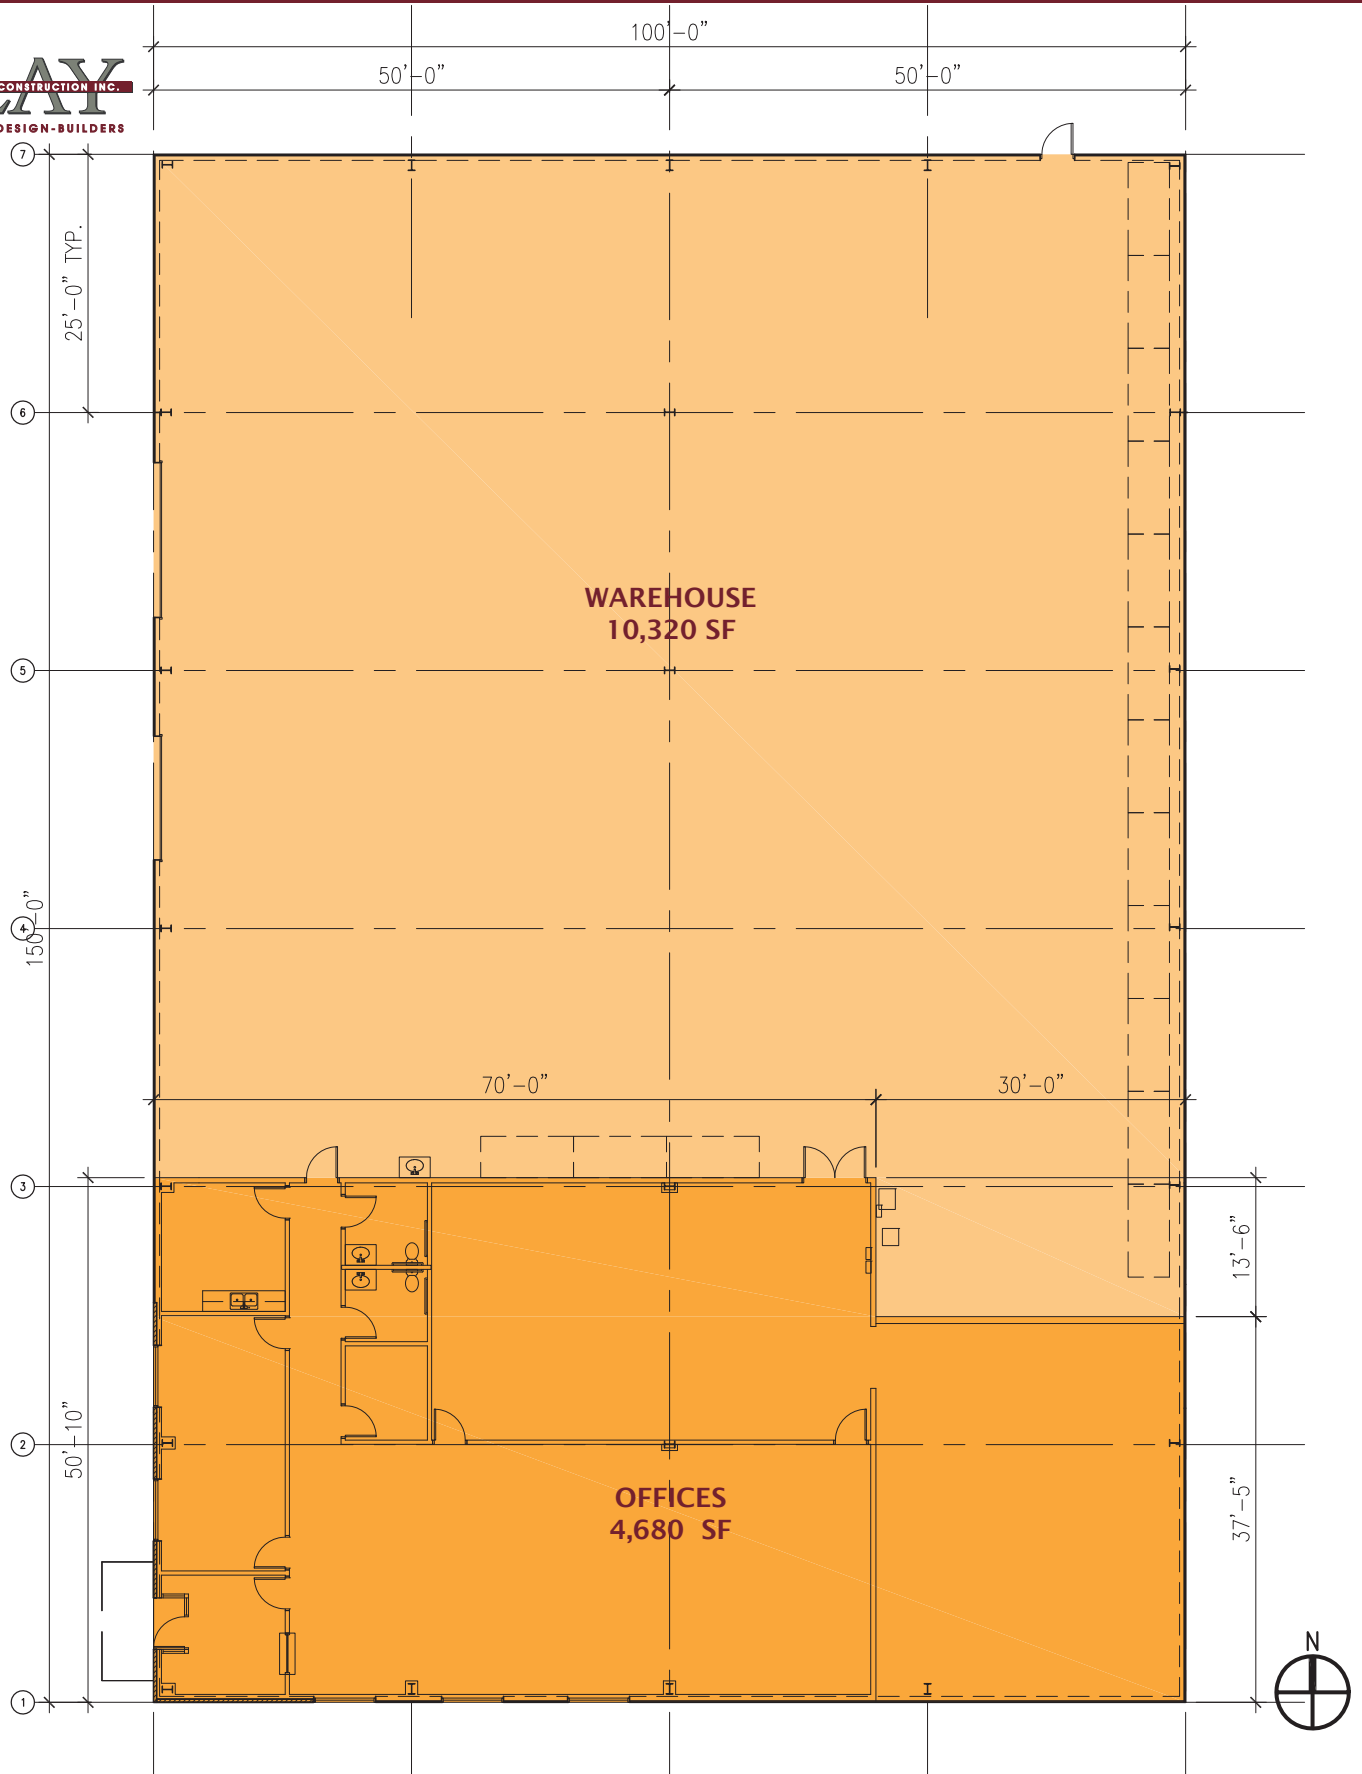 100'-0"
50'-0"
50'-0"
CONSTRUCTION INC.
DESIGN-BUILDERS
7
25'-0" TYP.
6
WAREHOUSE
10,320 SF
5
4
150'-0"
70'-0"
30'-0"
3
13'-6"
50'-10"
2
OFFICES
4,680 SF
37'-5"
N
1